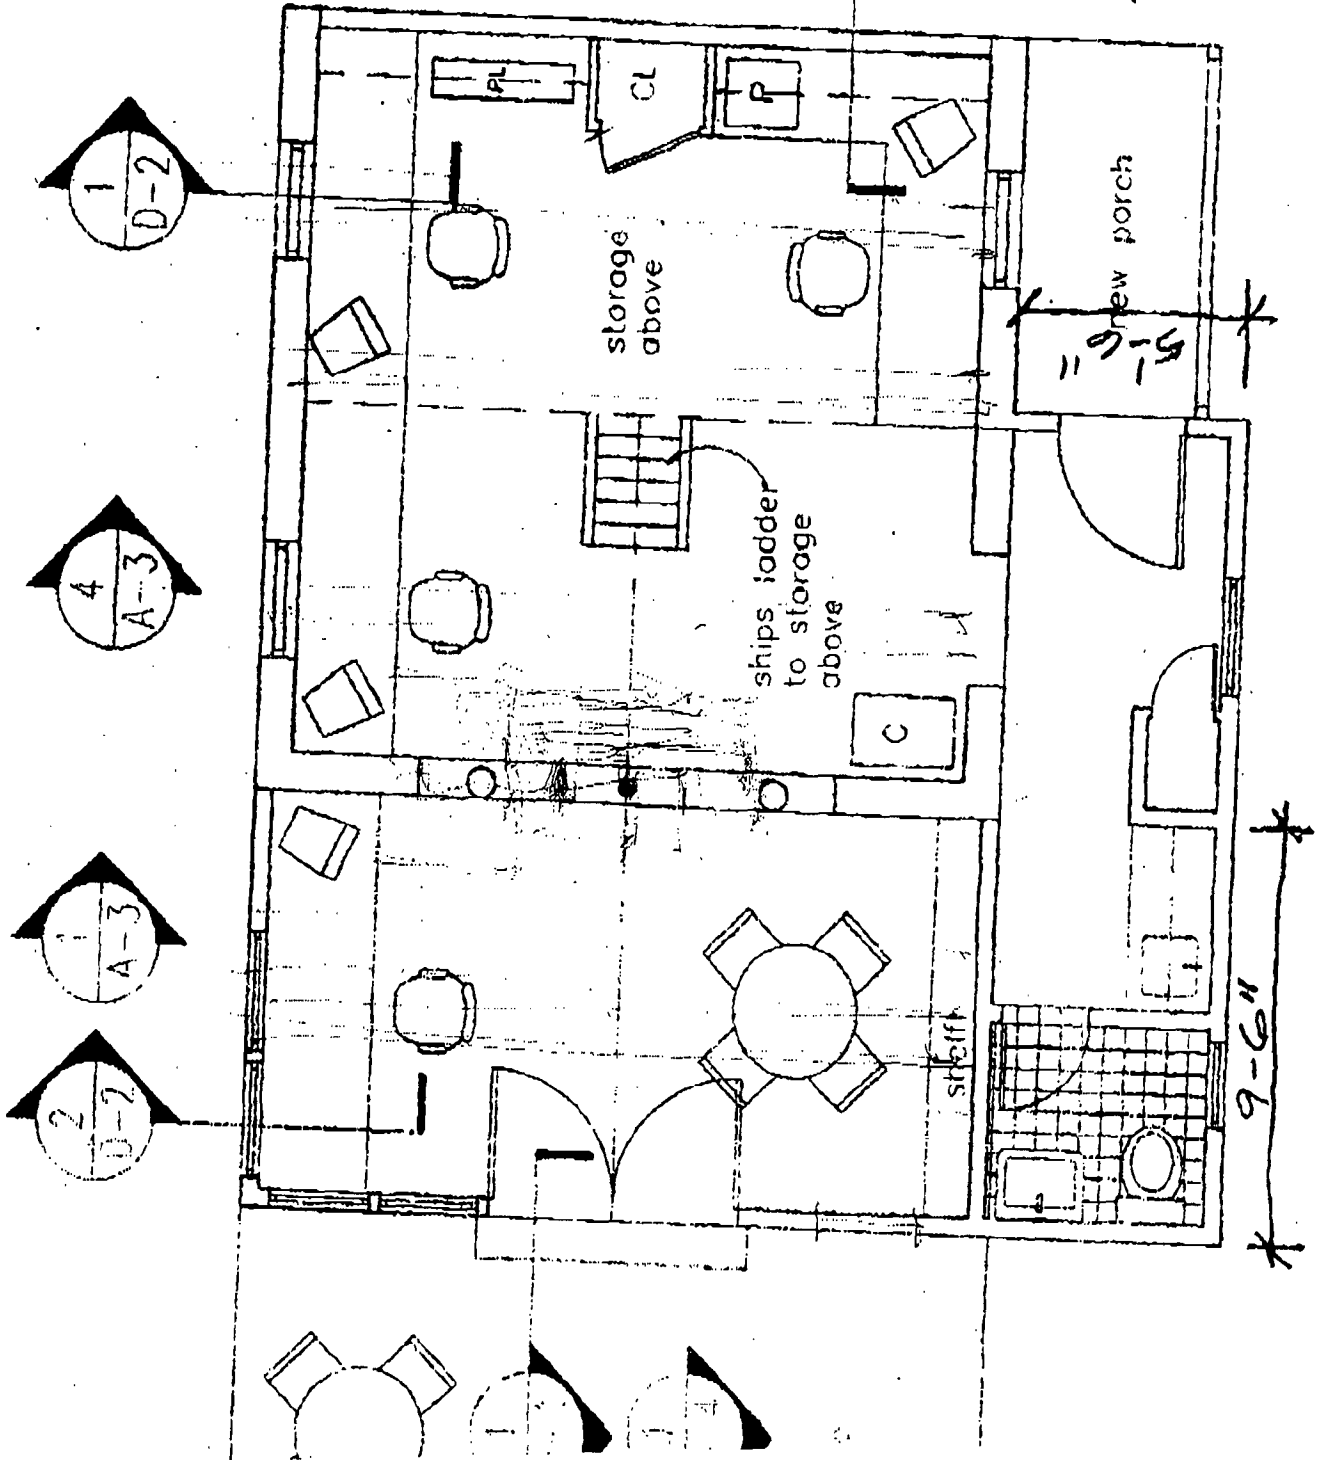 1
D-2
4
A-3
1
A-3
2
D-2
PL
CL
P
storage
above
new porch
5'-6"
ships ladder
to storage
above
C
9-6"
1